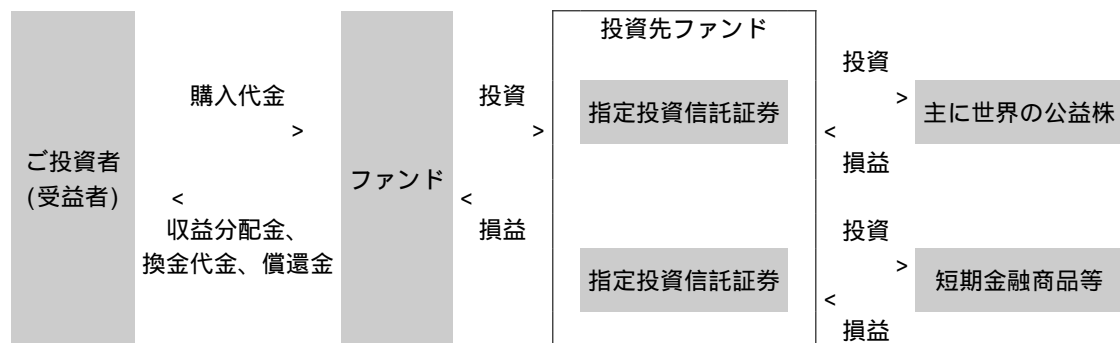 投資先ファンド
投資
購入代金
投資
>
指定投資信託証券
主に世界の公益株
>
>
<
ご投資者
(受益者)
ファンド
損益
<
<
収益分配金、
換金代金、償還金
損益
投資
指定投資信託証券
>
短期金融商品等
<
損益